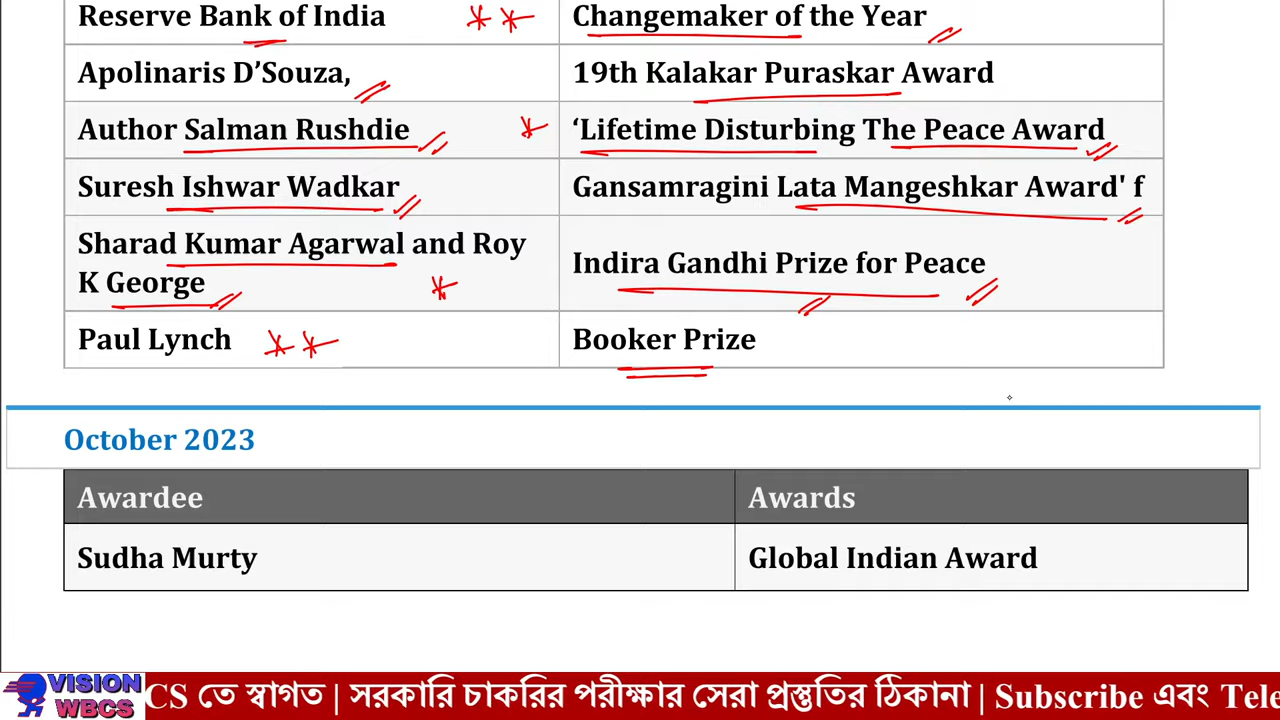 Reserve Bank of India Changemaker of the Year
Apolinaris D’Souza, 19th Kalakar Puraskar Award
Author Salman Rushdie ‘Lifetime Disturbing The Peace Award
Suresh Ishwar Wadkar Gansamragini Lata Mangeshkar Award' f
Sharad Kumar Agarwal and Roy
K George
Indira Gandhi Prize for Peace
Paul Lynch Booker Prize
October 2023
Awardee Awards
Sudha Murty Global Indian Award
VISION
WBCS
CS তে স্বাগত | সরকারি চাকরির পরীক্ষার সেরা প্রস্তুতির ঠিকানা | Subscribe এবং Tele